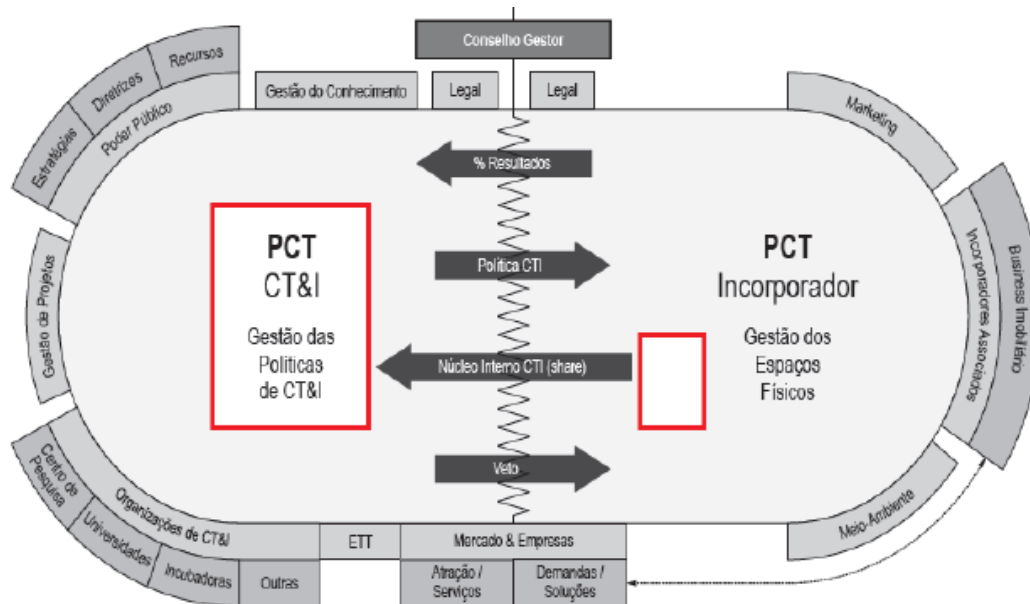 Conselho Gestor
Recursos
Diretrizes
Estratégias
Poder Público
Gestão do Conhecimento
Legal
Legal
Marketing
% Resultados
PCT
CT&I
Gestão das
Políticas
de CT&I
Política CTI
PCT
Incorporador
Gestão dos
Espaços
Físicos
Núcleo Interno CTI (share)
Veto
Gestão de Projetos
Incorporadores Associados
Business Imobiliário
Meio-Ambiente
Organizações de CT&I
Centro de
Pesquisa
Universidades
Incubadoras
Outras
ETT
Mercado & Empresas
Atração /
Serviços
Demandas /
Soluções